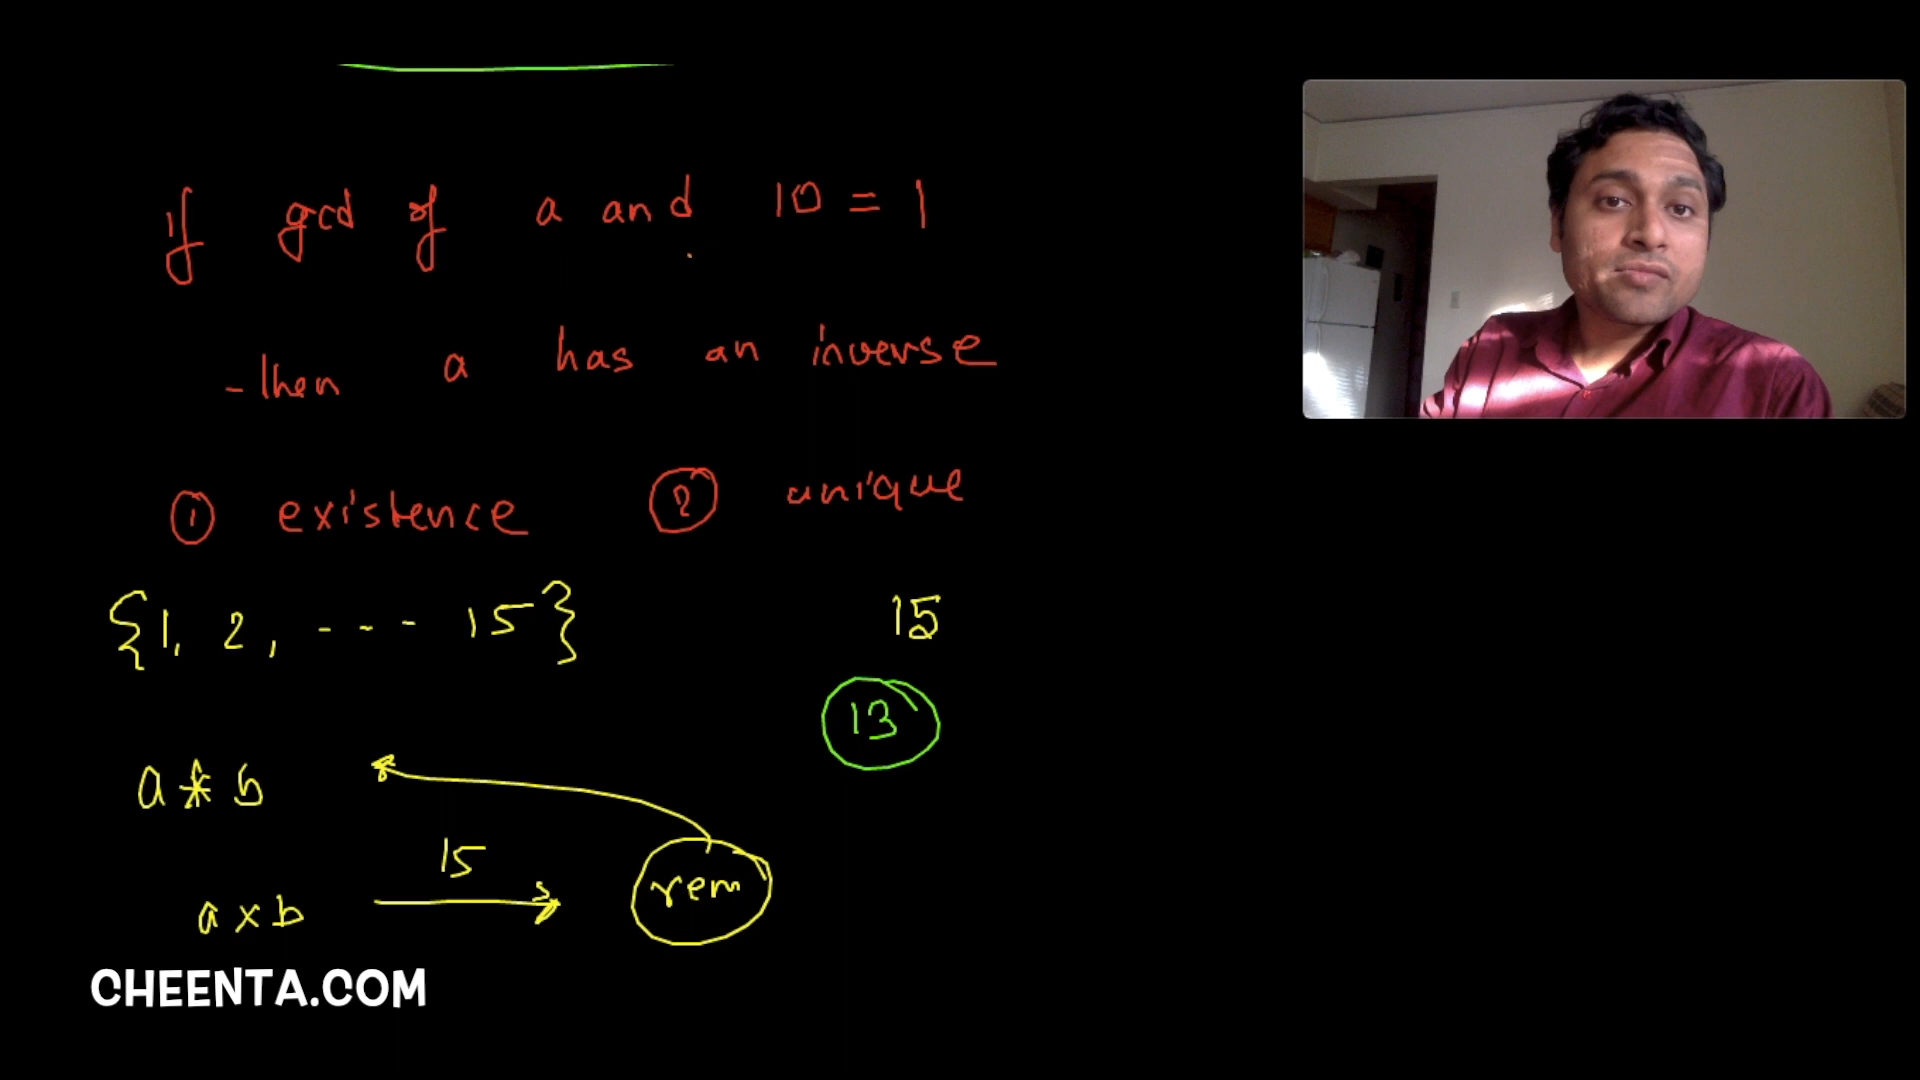 if gcd of a and 10 = 1
then a has an inverse
① existence ② unique
{1, 2, --- 15} 15
13
a * b
15
a x b rem
CHEENTA.COM